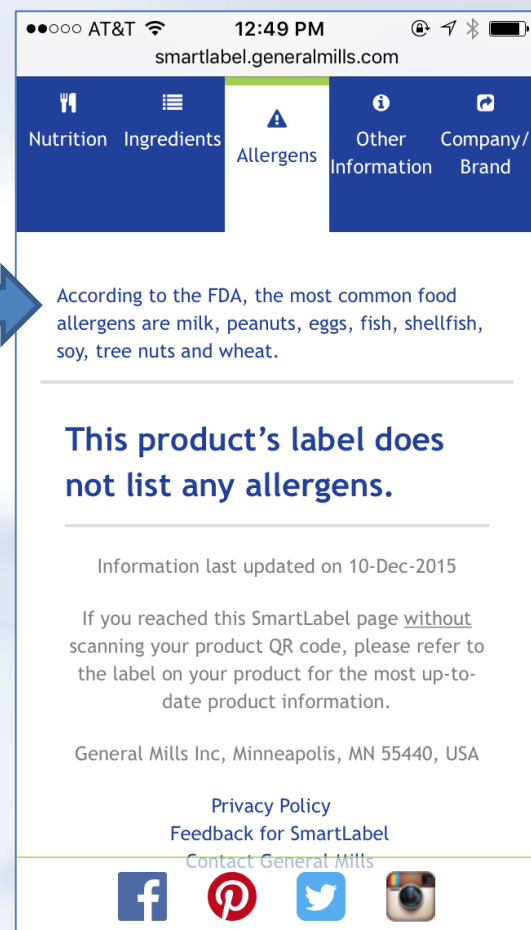 AT&T 12:49 PM
smartlabel.generalmills.com
Nutrition Ingredients Allergens Other Information Company/ Brand
According to the FDA, the most common food
allergens are milk, peanuts, eggs, fish, shellfish,
soy, tree nuts and wheat.
This product's label does
not list any allergens.
Information last updated on 10-Dec-2015
If you reached this SmartLabel page without
scanning your product QR code, please refer to
the label on your product for the most up-to-
date product information.
General Mills Inc, Minneapolis, MN 55440, USA
Privacy Policy
Feedback for SmartLabel
Contact General Mills